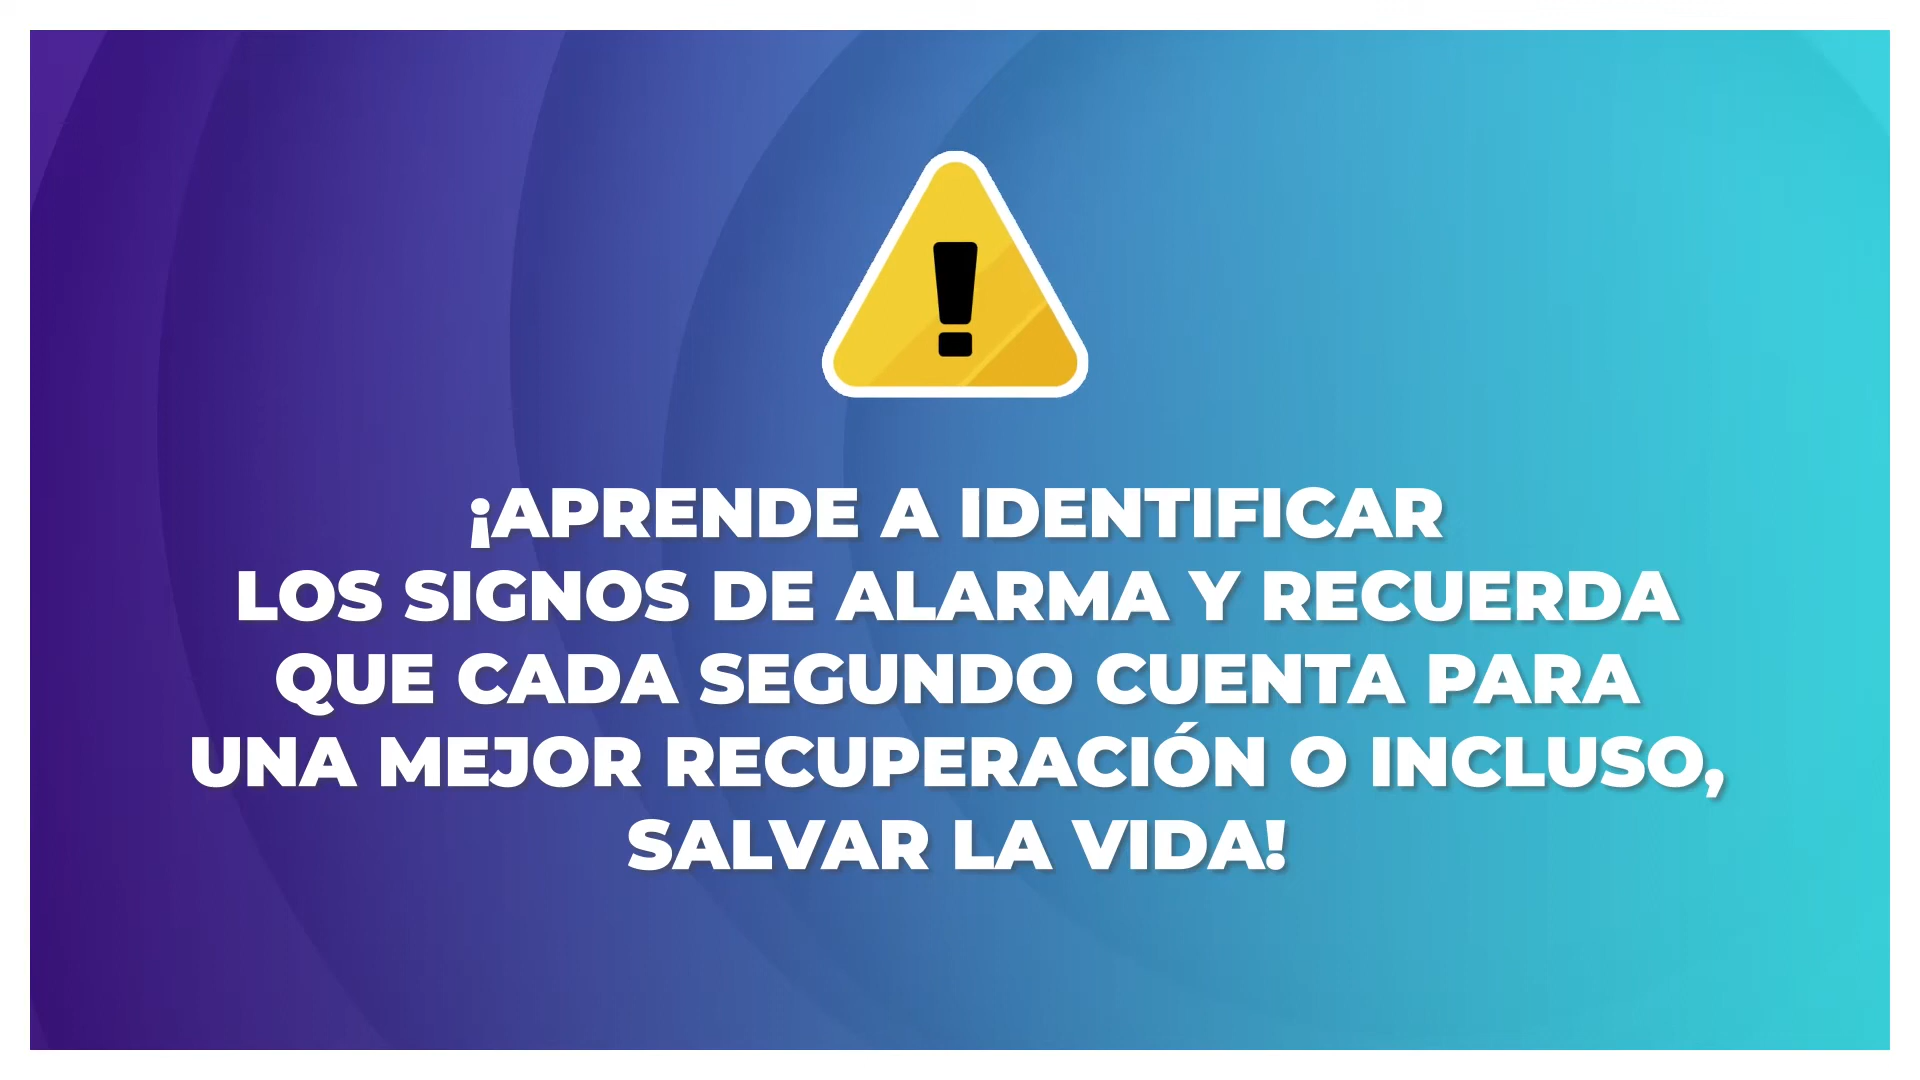 ¡APRENDE A IDENTIFICAR
LOS SIGNOS DE ALARMA Y RECUERDA
QUE CADA SEGUNDO CUENTA PARA
UNA MEJOR RECUPERACIÓN O INCLUSO,
SALVAR LA VIDA!